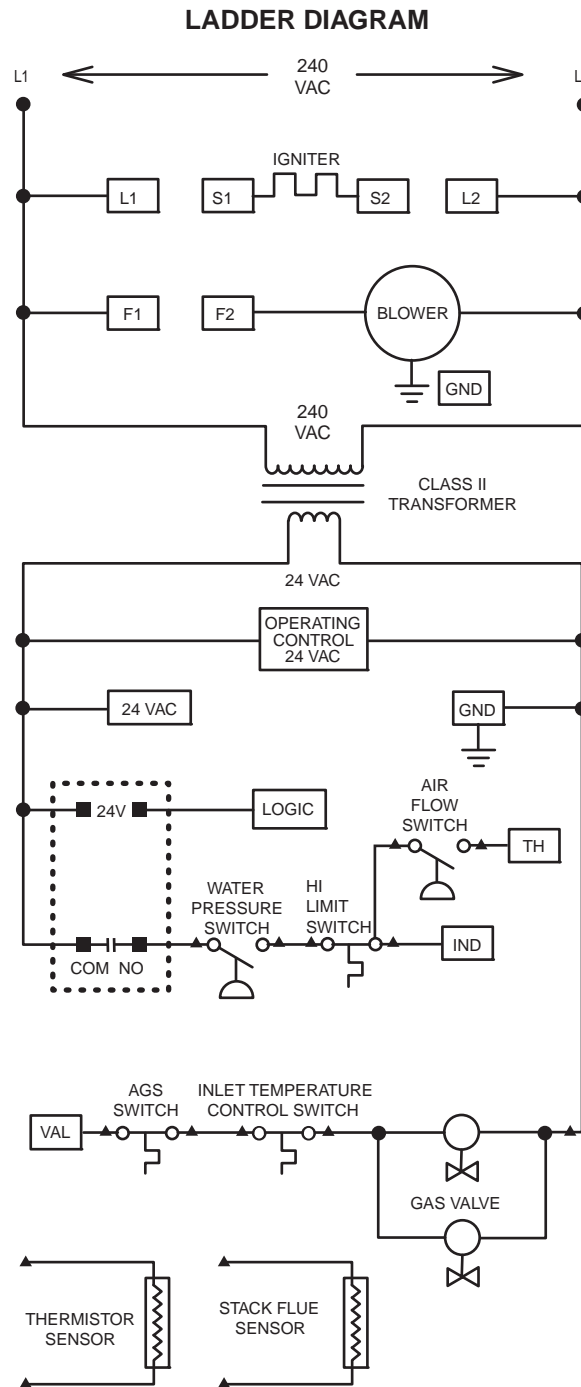 LADDER DIAGRAM
L1
240
VAC
L
IGNITER
L1
S1
S2
L2
F1
F2
BLOWER
GND
240
VAC
CLASS II
TRANSFORMER
24 VAC
OPERATING
CONTROL
24 VAC
24 VAC
GND
24V
LOGIC
AIR
FLOW
SWITCH
TH
WATER
PRESSURE
SWITCH
HI
LIMIT
SWITCH
IND
COM NO
AGS
SWITCH
INLET TEMPERATURE
CONTROL SWITCH
VAL
GAS VALVE
THERMISTOR
SENSOR
STACK FLUE
SENSOR